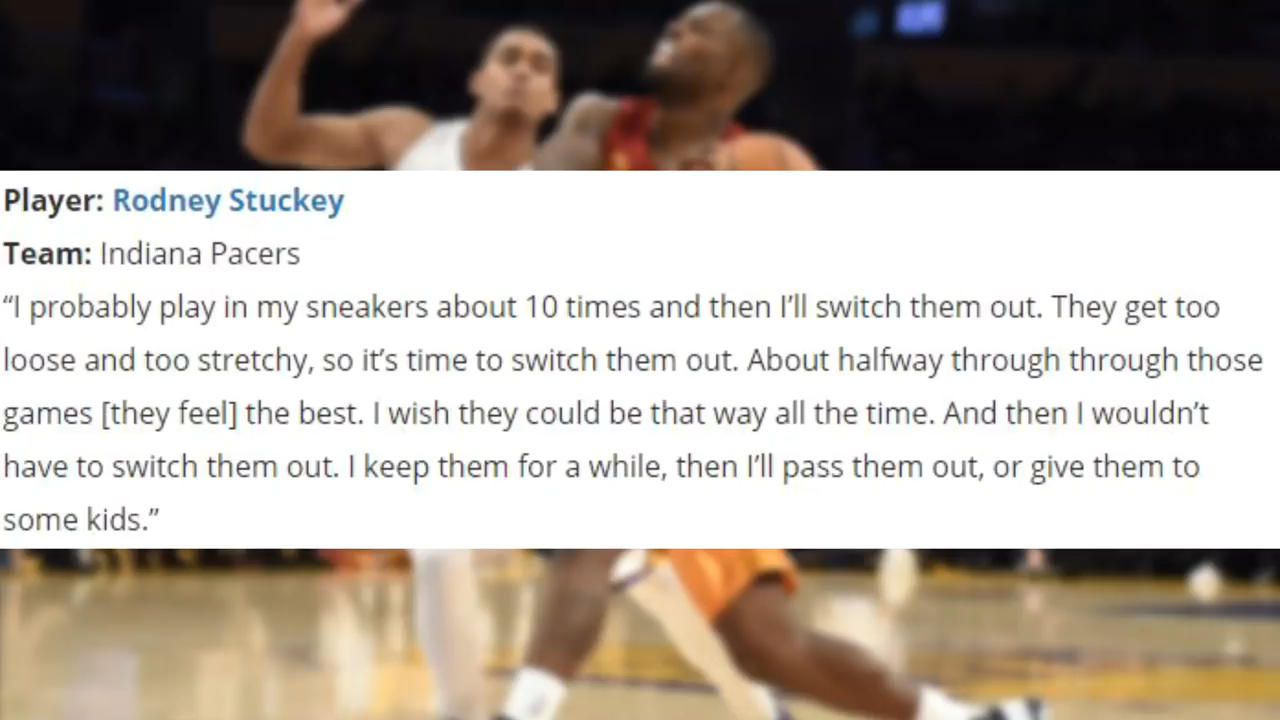 Player: Rodney Stuckey
Team: Indiana Pacers
“I probably play in my sneakers about 10 times and then I’ll switch them out. They get too
loose and too stretchy, so it’s time to switch them out. About halfway through through those
games [they feel] the best. I wish they could be that way all the time. And then I wouldn’t
have to switch them out. I keep them for a while, then I’ll pass them out, or give them to
some kids.”